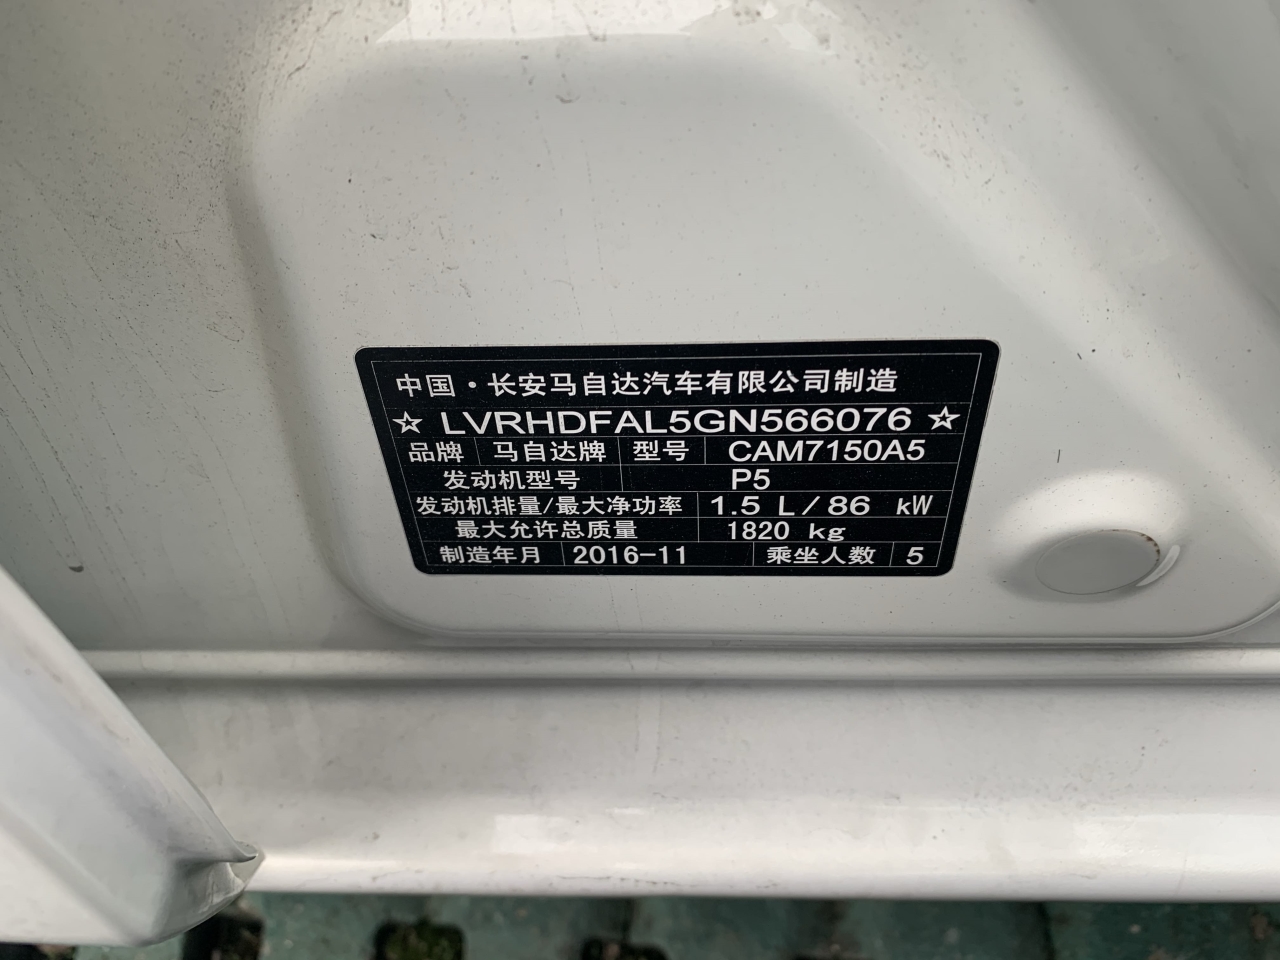 中国·长安马自达汽车有限公司制造
☆ LVRHDFAL5GN566076 ☆
品牌 马自达牌 型号 CAM7150A5
发动机型号 P5
发动机排量/最大净功率 1.5 L/86 kW
最大允许总质量 1820 kg
制造年月 2016-11 乘坐人数 5